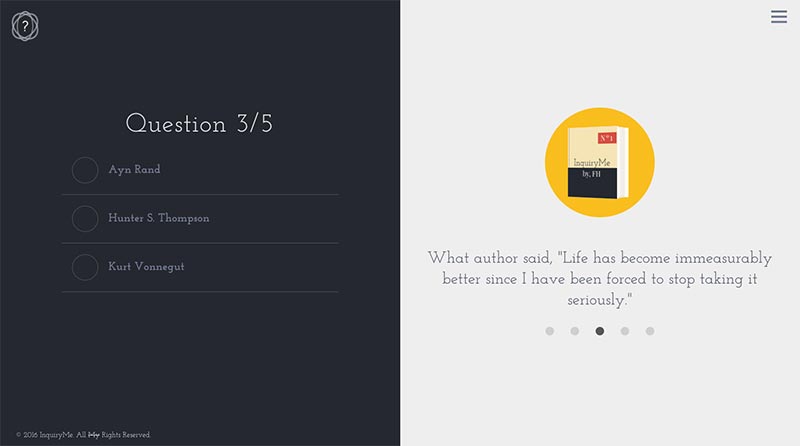 ?
Question 3/5
Ayn Rand
Hunter S. Thompson
Kurt Vonnegut
© 2016 InquiryMe. All My Rights Reserved.
Nº1
InquiryMe
by, FH
What author said, "Life has become immeasurably
better since I have been forced to stop taking it
seriously."